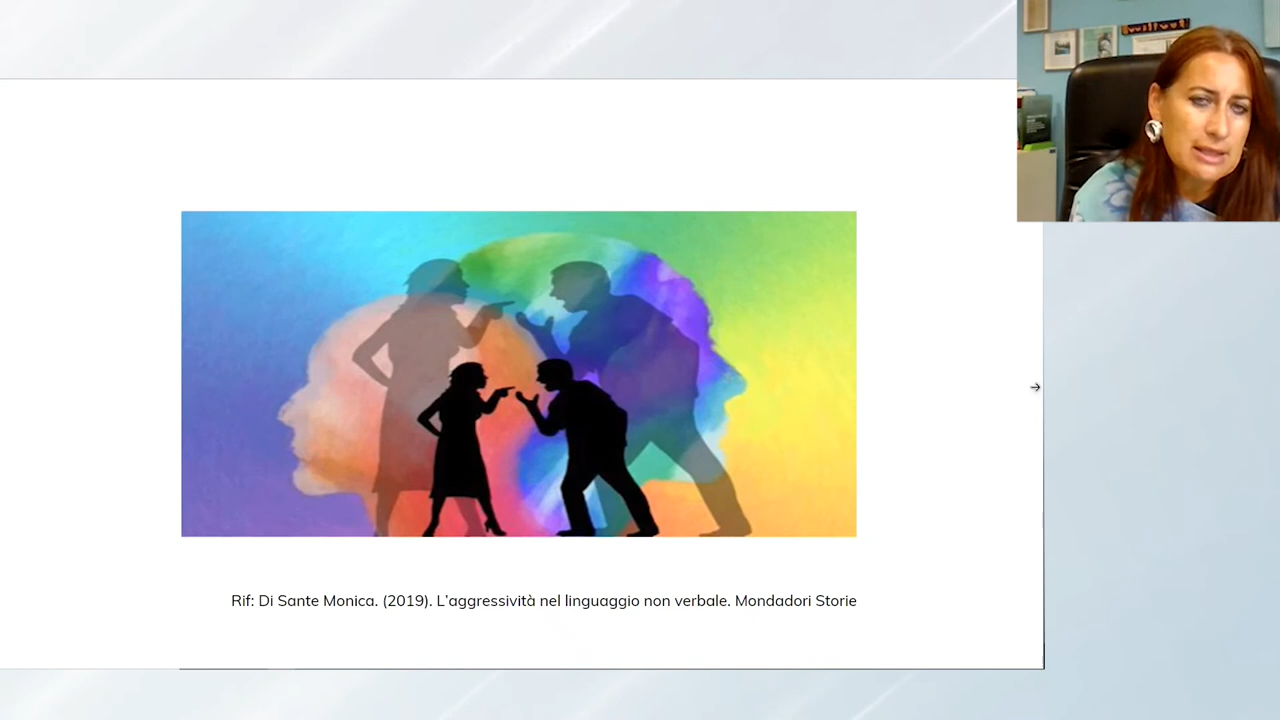 Rif: Di Sante Monica. (2019). L'aggressività nel linguaggio non verbale. Mondadori Storie